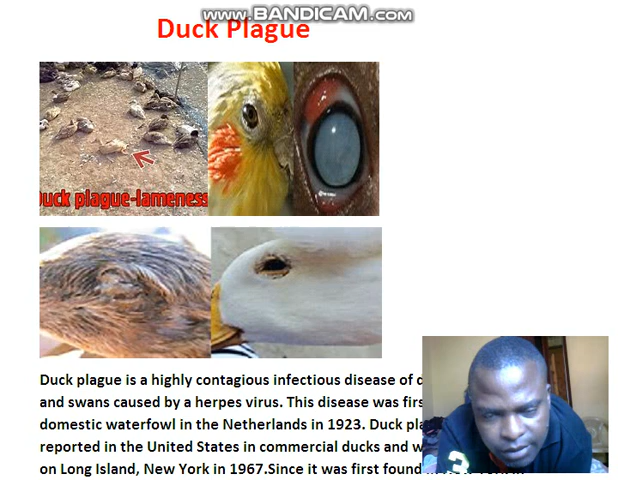 www.BANDICAM.com
Duck Plague
Duck plague-lameness
Duck plague is a highly contagious infectious disease of
and swans caused by a herpes virus. This disease was
domestic waterfowl in the Netherlands in 1923. Duck
reported in the United States in commercial ducks and
on Long Island, New York in 1967.Since it was first found
3